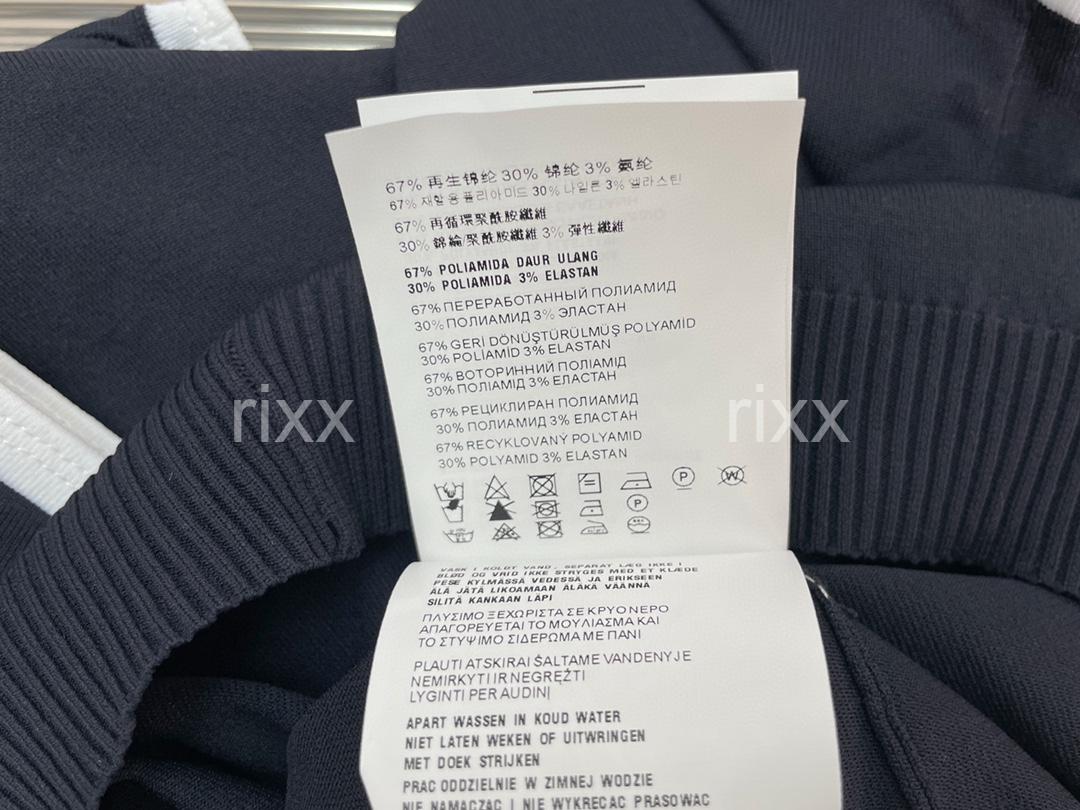 67% 再生锦纶 30% 锦纶 3% 氨纶
67% 재활용폴리아미드 30% 나일론 3% 엘라스틴
67% 再循環聚酰胺纖維
30% 錦綸/聚酰胺纖維 3% 彈性纖維
67% POLIAMIDA DAUR ULANG
30% POLIAMIDA 3% ELASTAN
67% ПЕРЕРАБОТАННЫЙ ПОЛИАМИД
30% ПОЛИАМИД 3% ЭЛАСТАН
67% GERİ DÖNÜŞTÜRÜLMÜŞ POLYAMİD
30% POLİAMİD 3% ELASTAN
67% ВОТОРИННИЙ ПОЛІАМІД
30% ПОЛІАМІД 3% ЕЛАСТАН
67% РЕЦИКЛИРАН ПОЛИАМИД
30% ПОЛИАМИД 3% ЕЛАСТАН
rixx rixx
67% RECYKLOVANÝ POLYAMID
30% POLYAMID 3% ELASTAN
P W
P
VASK I KOLDT VAND. SEPARAT LÆG IKKE I
BLØD OG VRID IKKE STRYGES MED ET KLÆDE
PESE KYLMÄSSÄ VEDESSÄ JA ERIKSEEN
ÄLÄ JÄTÄ LIKOAMAAN ÄLÄKÄ VÄÄNNÄ
SILITÄ KANKAAN LÄPI
ΠΛΥΣΙΜΟ ΞΕΧΩΡΙΣΤΑ ΣΕ ΚΡΥΟ ΝΕΡΟ
ΑΠΑΓΟΡΕΥΕΤΑΙ ΤΟ ΜΟΥΛΙΑΣΜΑ ΚΑΙ
ΤΟ ΣΤΥΨΙΜΟ ΣΙΔΕΡΩΜΑ ΜΕ ΠΑΝΙ
PLAUTI ATSKIRAI ŠALTAME VANDENYJE
NEMIRKYTI IR NEGRĘŽTI
LYGINTI PER AUDINĮ
APART WASSEN IN KOUD WATER
NIET LATEN WEKEN OF UITWRINGEN
MET DOEK STRIJKEN
PRAC ODDZIELNIE W ZIMNEJ WODZIE
NIE NAMACZAC I NIE WYKRECAC PRASOWAC